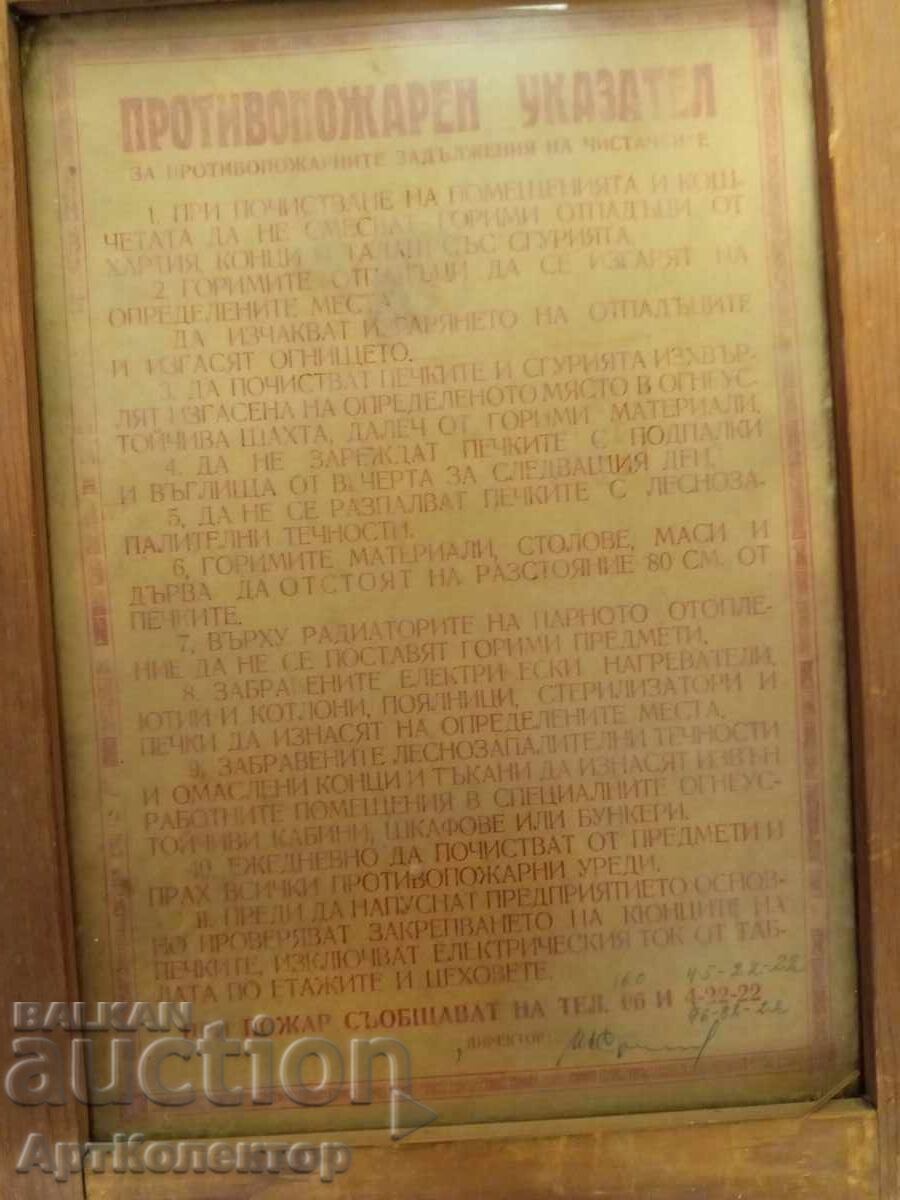 ПРОТИВОПОЖАРЕН УКАЗАТЕЛ
ЗА ПРОТИВОПОЖАРНИТЕ ЗАДЪЛЖЕНИЯ НА ЧИСТАЧКИТЕ
1. ПРИ ПОЧИСТВАНЕ НА ПОМЕЩЕНИЯТА И КОШ-
ЧЕТАТА ДА НЕ СМЕСВАТ ГОРИМИ ОТПАДЪЦИ ОТ
ХАРТИЯ, КОНЦИ ТАЛАШ СЪС СГУРИЯТА.
2. ГОРИМИТЕ ОТПАДЪЦИ ДА СЕ ИЗГАРЯТ НА
ОПРЕДЕЛЕНИТЕ МЕСТА
ДА ИЗЧАКВАТ ИЗГАРЯНЕТО НА ОТПАДЪЦИТЕ
И ИЗГАСЯТ ОГНИЩЕТО.
3. ДА ПОЧИСТВАТ ПЕЧКИТЕ И СГУРИЯТА ИЗХВЪР-
ЛЯТ ИЗГАСЕНА НА ОПРЕДЕЛЕНОТО МЯСТО В ОГНЕУС-
ТОЙЧИВА ШАХТА, ДАЛЕЧ ОТ ГОРИМИ МАТЕРИАЛИ.
4. ДА НЕ ЗАРЕЖДАТ ПЕЧКИТЕ С ПОДПАЛКИ
И ВЪГЛИЩА ОТ ВЕЧЕРТА ЗА СЛЕДВАЩИЯ ДЕН.
5, ДА НЕ СЕ РАЗПАЛВАТ ПЕЧКИТЕ С ЛЕСНОЗА-
ПАЛИТЕЛНИ ТЕЧНОСТИ.
6, ГОРИМИТЕ МАТЕРИАЛИ, СТОЛОВЕ, МАСИ И
ДЪРВА ДА ОТСТОЯТ НА РАЗСТОЯНИЕ 80 СМ. ОТ
ПЕЧКИТЕ.
7, ВЪРХУ РАДИАТОРИТЕ НА ПАРНОТО ОТОПЛЕ-
НИЕ ДА НЕ СЕ ПОСТАВЯТ ГОРИМИ ПРЕДМЕТИ.
8. ЗАБРАВЕНИТЕ ЕЛЕКТРИЧЕСКИ НАГРЕВАТЕЛИ,
ЮТИИ И КОТЛОНИ, ПОЯЛНИЦИ, СТЕРИЛИЗАТОРИ И
ПЕЧКИ ДА ИЗНАСЯТ НА ОПРЕДЕЛЕНИТЕ МЕСТА.
9, ЗАБРАВЕНИТЕ ЛЕСНОЗАПАЛИТЕЛНИ ТЕЧНОСТИ
И ОМАСЛЕНИ КОНЦИ И ТЪКАНИ ДА ИЗНАСЯТ ИЗВЪН
РАБОТНИТЕ ПОМЕЩЕНИЯ В СПЕЦИАЛНИТЕ ОГНЕУС-
ТОЙЧИВИ КАБИНИ, ШКАФОВЕ ИЛИ БУНКЕРИ.
10. ЕЖЕДНЕВНО ДА ПОЧИСТВАТ ОТ ПРЕДМЕТИ И
ПРАХ ВСИЧКИ ПРОТИВОПОЖАРНИ УРЕДИ.
11. ПРЕДИ ДА НАПУСНАТ ПРЕДПРИЯТИЕТО ОСНОВ-
НО ПРОВЕРЯВАТ ЗАКРЕПВАНЕТО НА КЮНЦИТЕ НА
ПЕЧКИТЕ, ИЗКЛЮЧВАТ ЕЛЕКТРИЧЕСКИЯ ТОК ОТ ТАБ-
ЛАТА ПО ЕТАЖИТЕ И ЦЕХОВЕТЕ.
160 45-22-22
ПРИ ПОЖАР СЪОБЩАВАТ НА ТЕЛ. 06 И 4-22-22
ДИРЕКТОР:
BALKAN
auction
АртКолектор